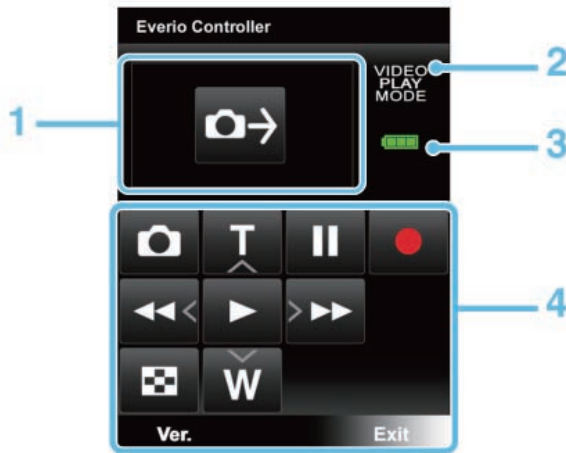 Everio Controller
1
VIDEO
PLAY
MODE
2
3
T
W
4
Ver.
Exit